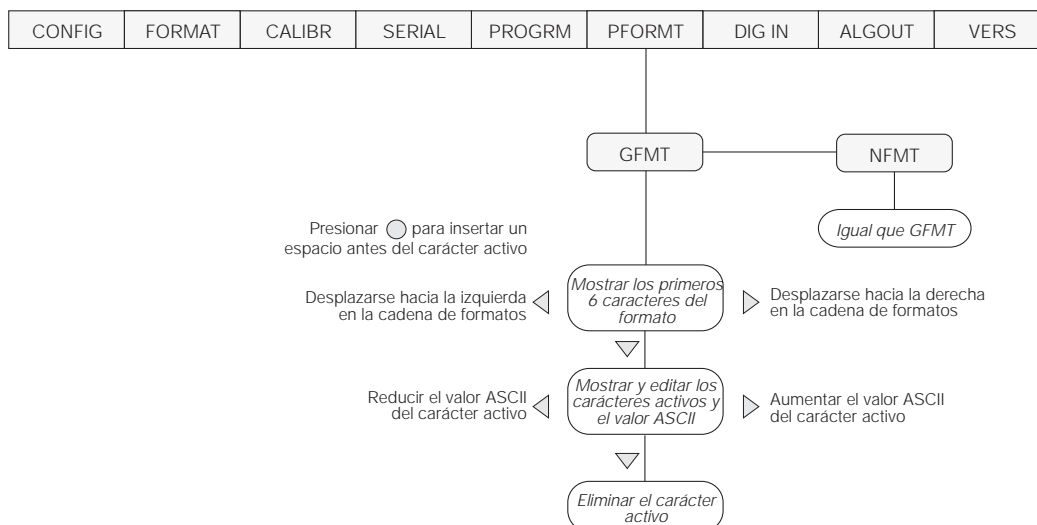 CONFIG FORMAT CALIBR SERIAL PROGRM PFORMT DIG IN ALGOUT VERS
GFMT NFMT
Igual que GFMT
Presionar para insertar un
espacio antes del carácter activo
Mostrar los primeros
6 caracteres del
formato
Desplazarse hacia la izquierda
en la cadena de formatos
Desplazarse hacia la derecha
en la cadena de formatos
Mostrar y editar los
carácteres activos y
el valor ASCII
Reducir el valor ASCII
del carácter activo
Aumentar el valor ASCII
del carácter activo
Eliminar el carácter
activo